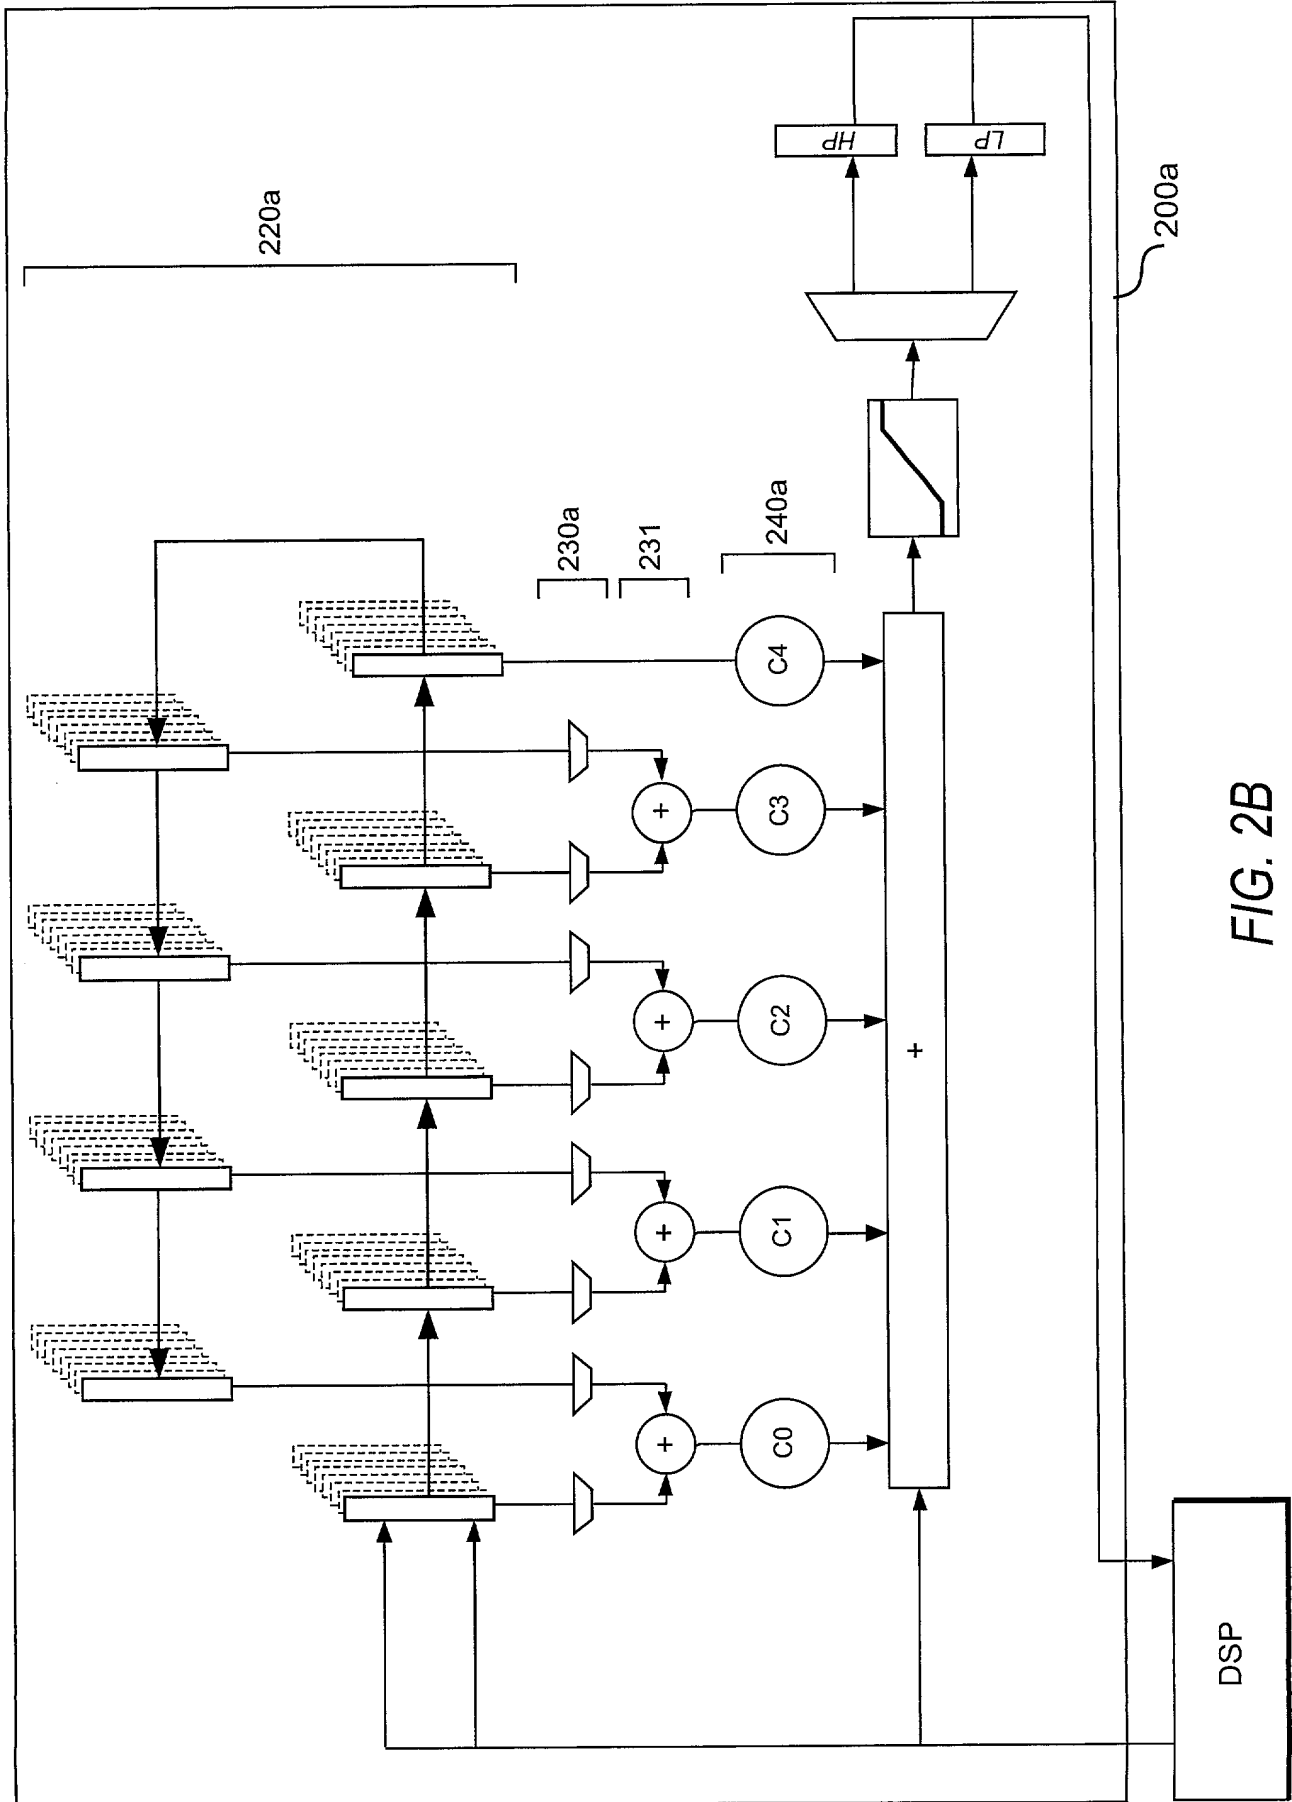 220a
230a
231
240a
+
+
+
+
C0
C1
C2
C3
C4
+
HP
LP
200a
DSP
FIG. 2B